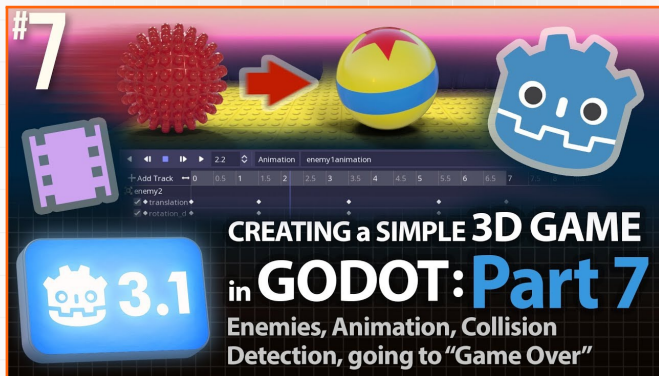 #7
2.2 Animation enemy1animation
Add Track 0 0.5 1 1.5 2 2.5 3 3.5 4 4.5 5 5.5 6 6.5 7
enemy2
translation
rotation_d
3.1
CREATING a SIMPLE 3D GAME
in GODOT: Part 7
Enemies, Animation, Collision
Detection, going to “Game Over”